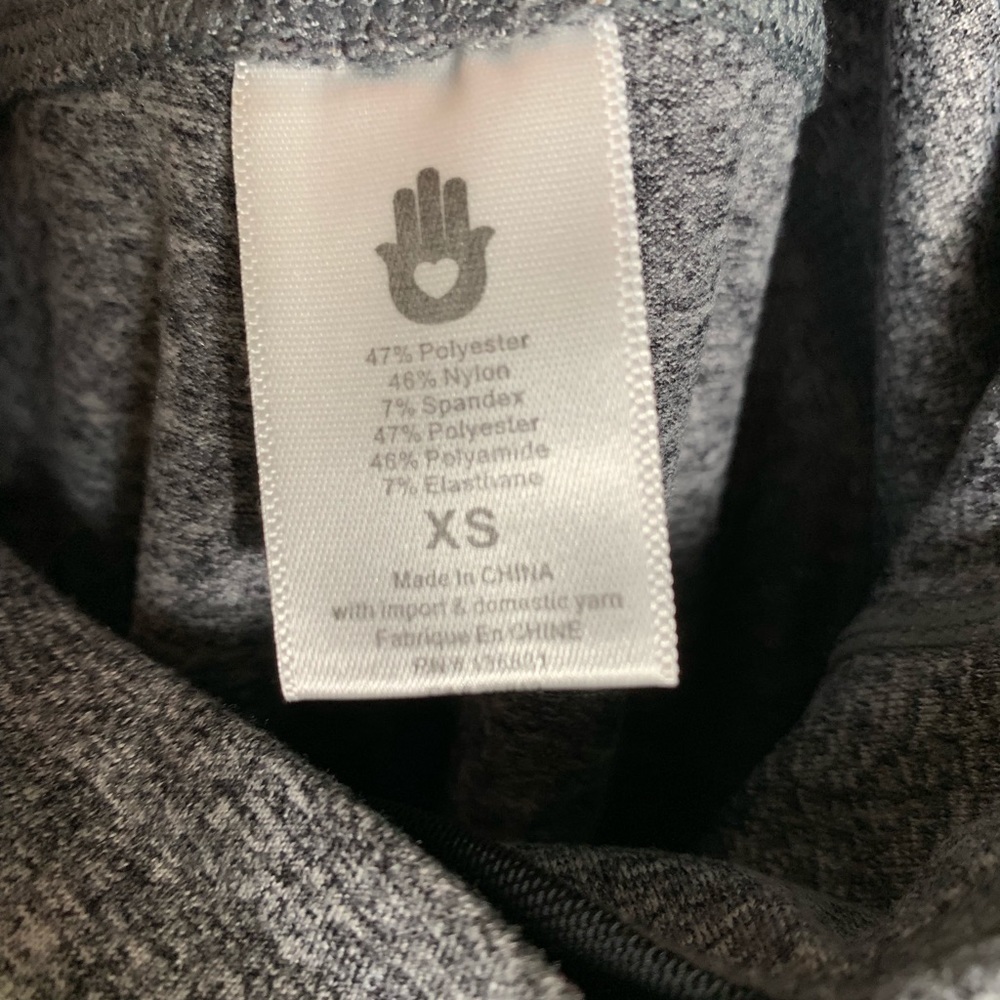 47% Polyester
46% Nylon
7% Spandex
47% Polyester
46% Polyamide
7% Elasthane
XS
Made In CHINA
with import & domestic yarn
Fabrique En CHINE